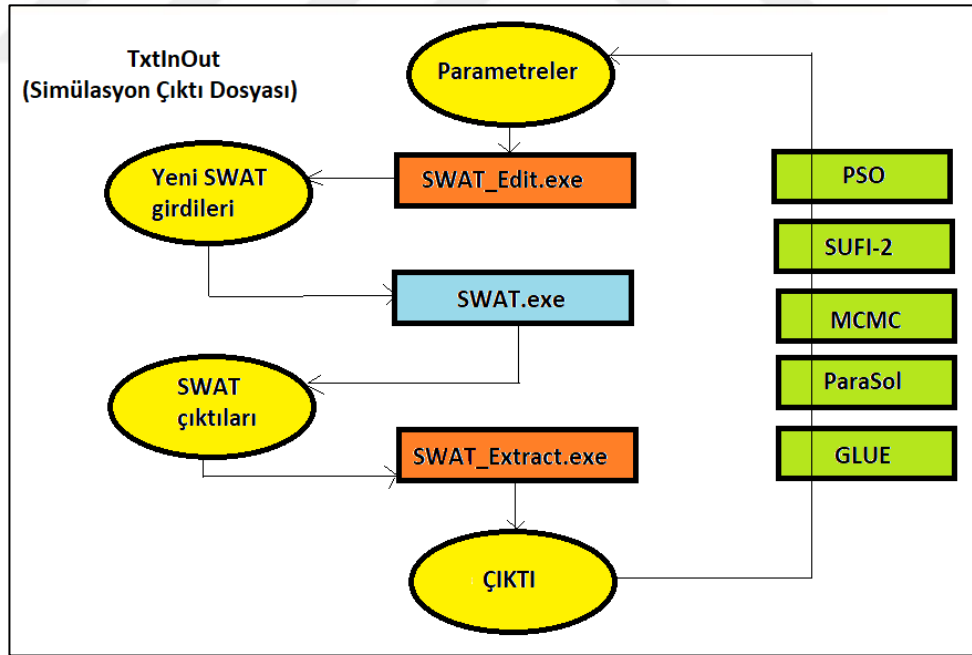 TxtInOut
(Simülasyon Çıktı Dosyası)
Parametreler
SWAT_Edit.exe
Yeni SWAT
girdileri
SWAT.exe
SWAT
çıktıları
SWAT_Extract.exe
ÇIKTI
PSO
SUFI-2
MCMC
ParaSol
GLUE